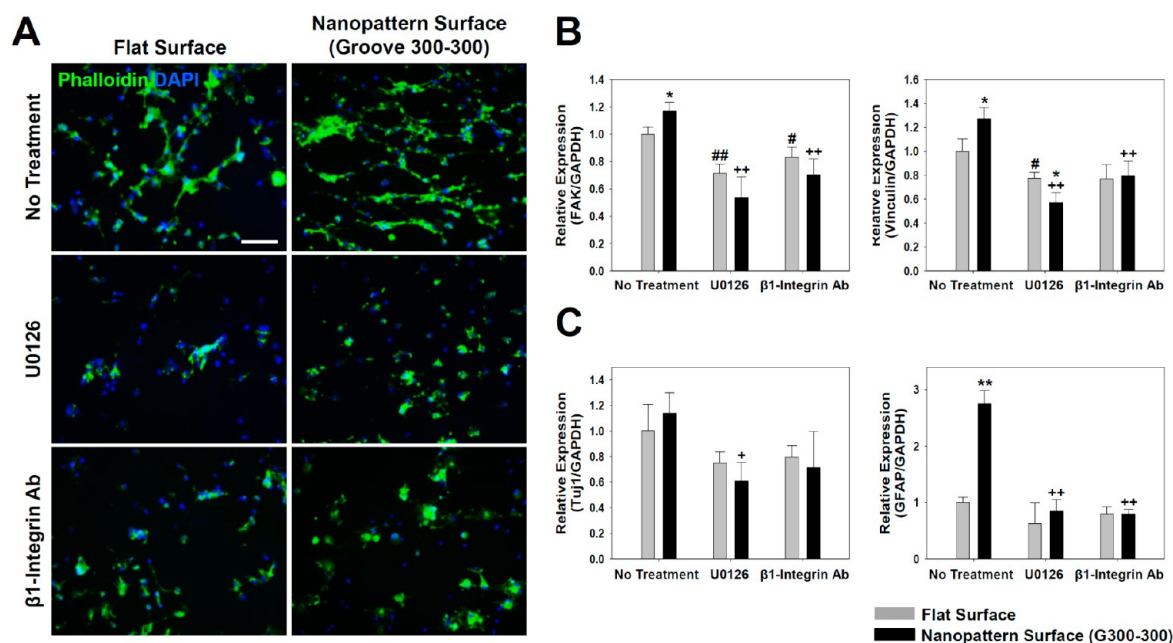 A
Flat Surface
Nanopattern Surface
(Groove 300-300)
No Treatment
Phalloidin/DAPI
U0126
β1-Integrin Ab
B
Relative Expression
(FAK/GAPDH)
1.4
1.2
1.0
0.8
0.6
0.4
0.2
0.0
*
##
++
#
++
No Treatment U0126 β1-Integrin Ab
Relative Expression
(Vinculin/GAPDH)
1.6
1.4
1.2
1.0
0.8
0.6
0.4
0.2
0.0
*
#
*
++
++
No Treatment U0126 β1-Integrin Ab
C
Relative Expression
(Tuj1/GAPDH)
1.4
1.2
1.0
0.8
0.6
0.4
0.2
0.0
+
No Treatment U0126 β1-Integrin Ab
Relative Expression
(GFAP/GAPDH)
3
2
1
0
**
++
++
No Treatment U0126 β1-Integrin Ab
Flat Surface
Nanopattern Surface (G300-300)